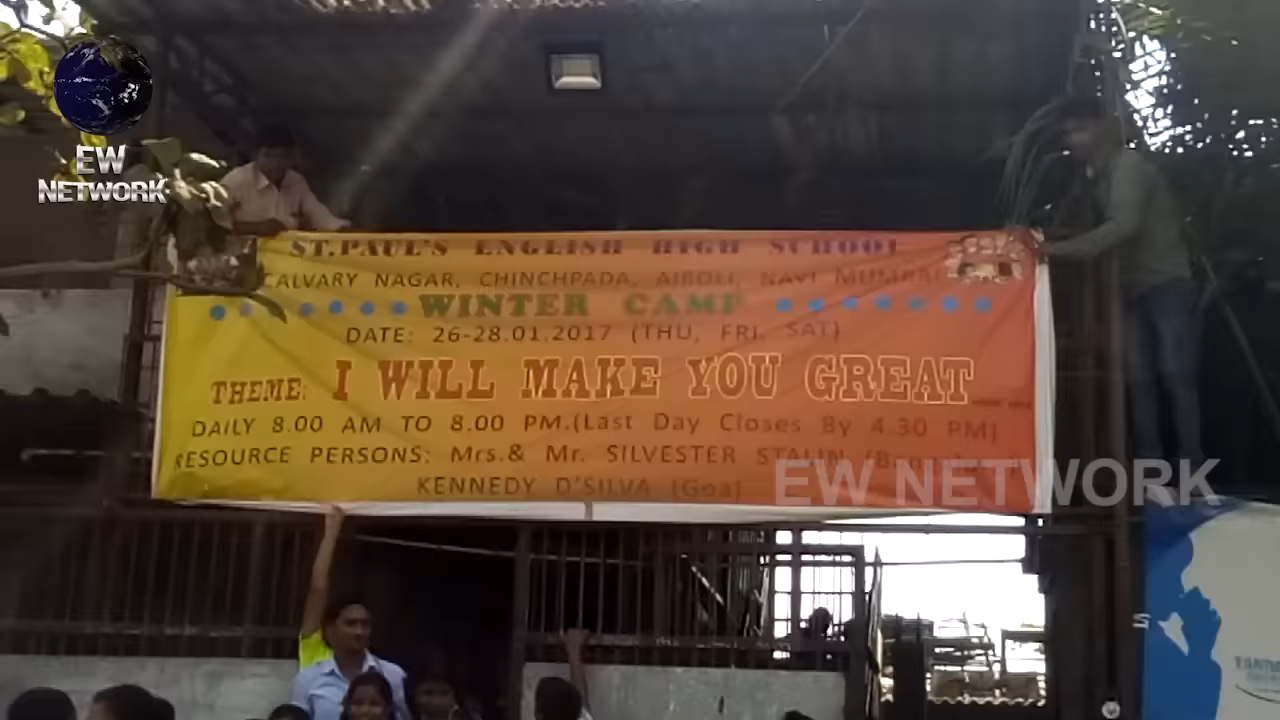 EW
NETWORK
ST.PAUL'S ENGLISH HIGH SCHOOL
CALVARY NAGAR, CHINCHPADA, AIROLI, NAVI MUMBAI
WINTER CAMP
DATE: 26-28.01.2017 (THU, FRI, SAT)
THEME: I WILL MAKE YOU GREAT
DAILY 8.00 AM TO 8.00 PM.(Last Day Closes By 4.30 PM)
RESOURCE PERSONS: Mrs.& Mr. SILVESTER STALIN
KENNEDY D'SILVA (Goa)
EW NETWORK